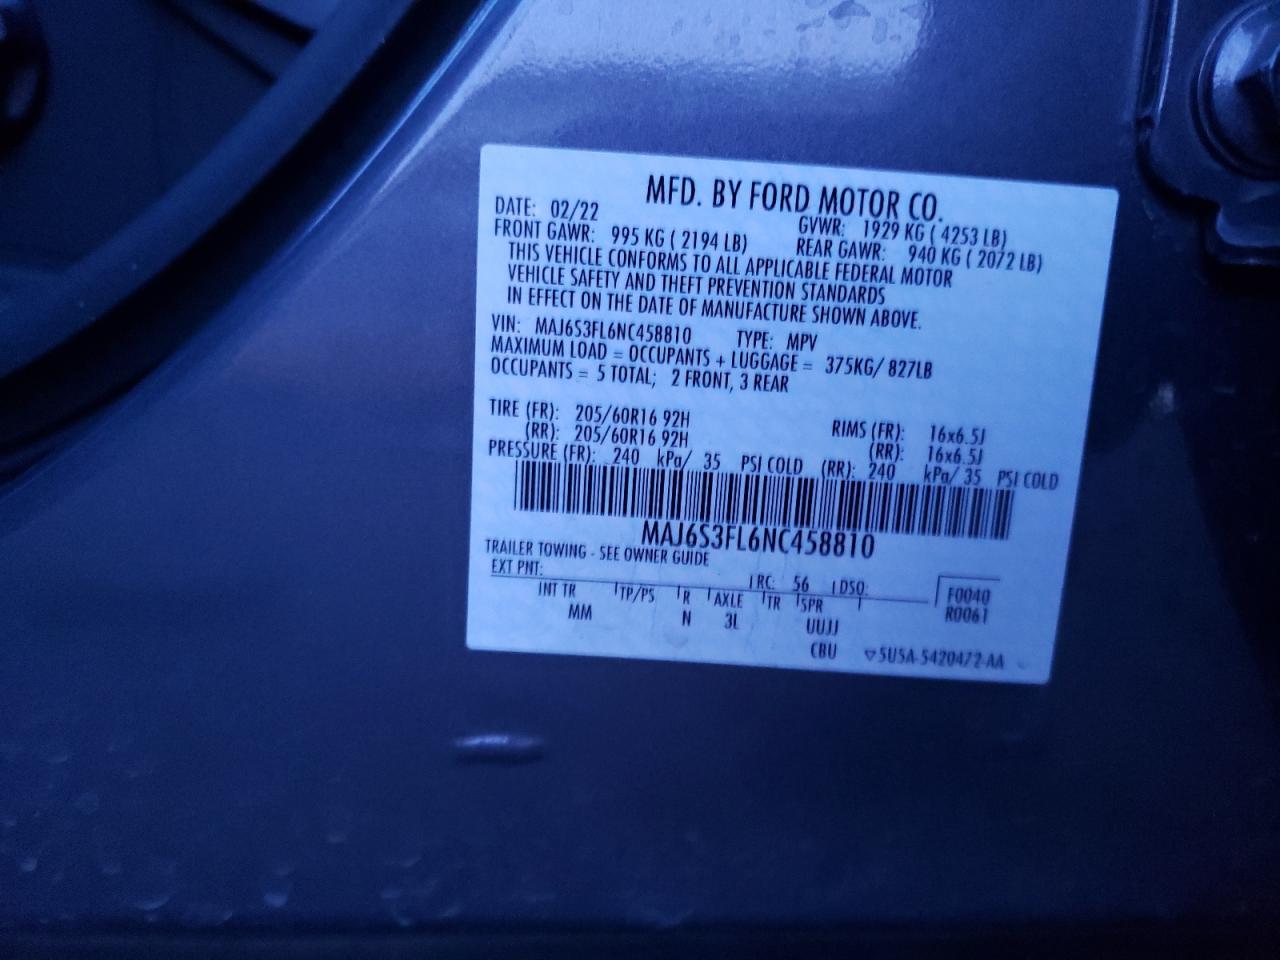 MFD. BY FORD MOTOR CO.
DATE: 02/22 GVWR: 1929 KG ( 4253 LB)
FRONT GAWR: 995 KG ( 2194 LB) REAR GAWR: 940 KG ( 2072 LB)
THIS VEHICLE CONFORMS TO ALL APPLICABLE FEDERAL MOTOR
VEHICLE SAFETY AND THEFT PREVENTION STANDARDS
IN EFFECT ON THE DATE OF MANUFACTURE SHOWN ABOVE.
VIN: MAJ6S3FL6NC458810 TYPE: MPV
MAXIMUM LOAD = OCCUPANTS + LUGGAGE = 375KG/ 827LB
OCCUPANTS = 5 TOTAL; 2 FRONT, 3 REAR
TIRE (FR): 205/60R16 92H RIMS (FR): 16x6.5J
(RR): 205/60R16 92H (RR): 16x6.5J
PRESSURE (FR): 240 kPa/ 35 PSI COLD (RR): 240 kPa/ 35 PSI COLD
MAJ6S3FL6NC458810
TRAILER TOWING - SEE OWNER GUIDE
EXT PNT: RC: 56 DSO: F0040
INT TR TP/PS R AXLE TR SPR R0061
MM N 3L UUJJ
CBU 5U5A-5420472-AA